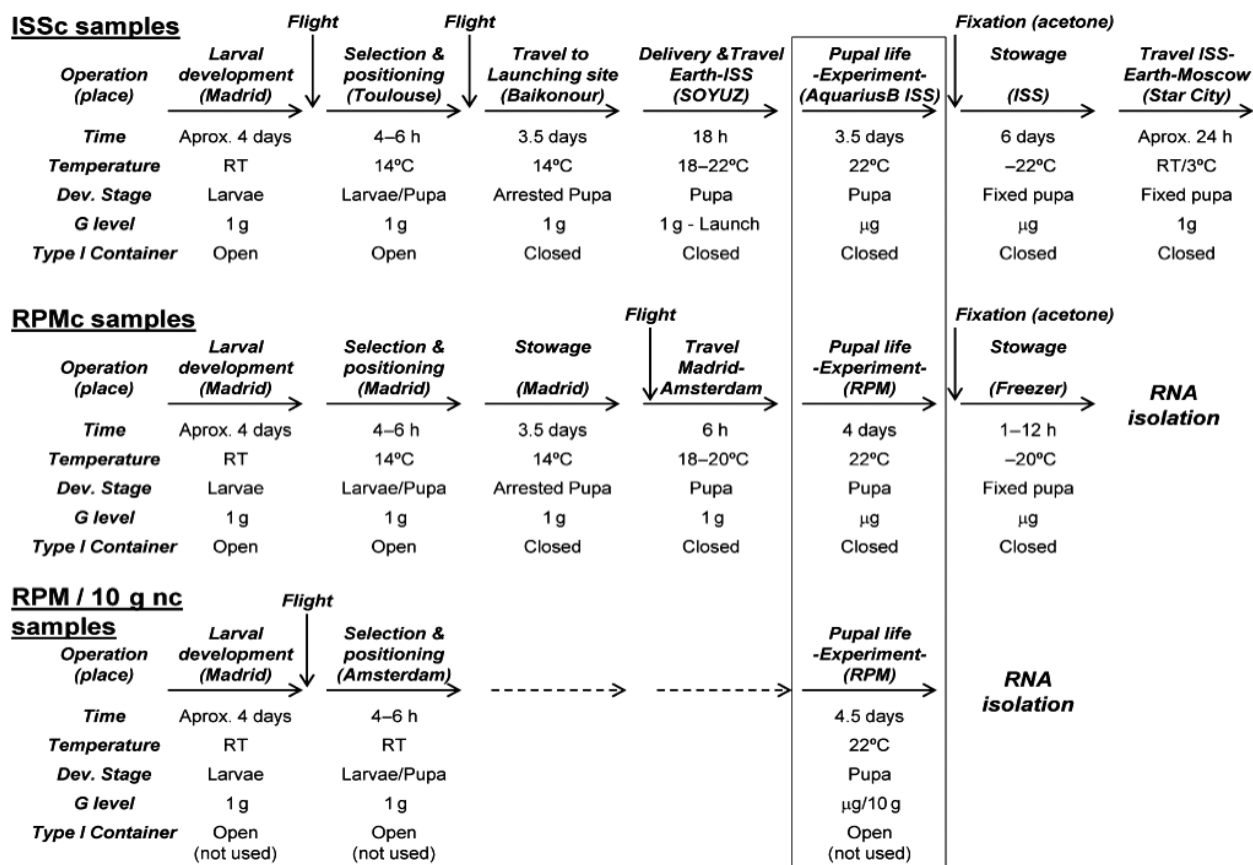 ISSc samples
Flight Flight Fixation (acetone)
Larval Selection & Travel to Delivery &Travel Pupal life Stowage Travel ISS-
Operation development positioning Launching site Earth-ISS -Experiment- Earth-Moscow
(place) (Madrid) (Toulouse) (Baikonour) (SOYUZ) (AquariusB ISS) (ISS) (Star City)
Time Aprox. 4 days 4–6 h 3.5 days 18 h 3.5 days 6 days Aprox. 24 h
Temperature RT 14ºC 14ºC 18–22ºC 22ºC –22ºC RT/3ºC
Dev. Stage Larvae Larvae/Pupa Arrested Pupa Pupa Pupa Fixed pupa Fixed pupa
G level 1 g 1 g 1 g 1 g - Launch µg µg 1g
Type I Container Open Open Closed Closed Closed Closed Closed
RPMc samples
Flight Fixation (acetone)
Larval Selection & Stowage Travel Pupal life Stowage
Operation development positioning Madrid- -Experiment-
(place) (Madrid) (Madrid) (Madrid) Amsterdam (RPM) (Freezer)
RNA
isolation
Time Aprox. 4 days 4–6 h 3.5 days 6 h 4 days 1–12 h
Temperature RT 14ºC 14ºC 18–20ºC 22ºC –20ºC
Dev. Stage Larvae Larvae/Pupa Arrested Pupa Pupa Pupa Fixed pupa
G level 1 g 1 g 1 g 1 g µg µg
Type I Container Open Open Closed Closed Closed Closed
RPM / 10 g nc
samples
Flight
Larval Selection & Pupal life
Operation development positioning -Experiment-
(place) (Madrid) (Amsterdam) (RPM)
RNA
isolation
Time Aprox. 4 days 4–6 h 4.5 days
Temperature RT RT 22ºC
Dev. Stage Larvae Larvae/Pupa Pupa
G level 1 g 1 g µg/10 g
Type I Container Open Open Open
(not used) (not used) (not used)